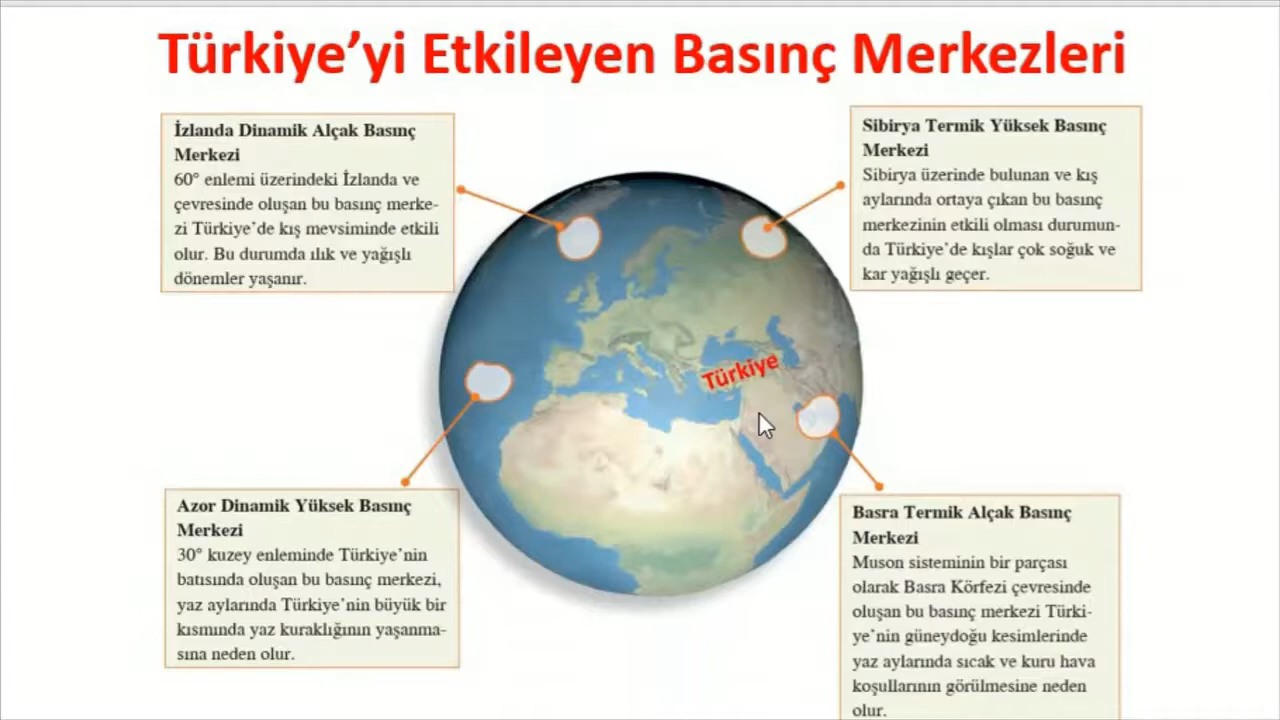 Türkiye’yi Etkileyen Basınç Merkezleri
İzlanda Dinamik Alçak Basınç
Merkezi
60° enlemi üzerindeki İzlanda ve
çevresinde oluşan bu basınç merke-
zi Türkiye’de kış mevsiminde etkili
olur. Bu durumda ılık ve yağışlı
dönemler yaşanır.
Sibirya Termik Yüksek Basınç
Merkezi
Sibirya üzerinde bulunan ve kış
aylarında ortaya çıkan bu basınç
merkezinin etkili olması durumun-
da Türkiye’de kışlar çok soğuk ve
kar yağışlı geçer.
Türkiye
Azor Dinamik Yüksek Basınç
Merkezi
30° kuzey enleminde Türkiye’nin
batısında oluşan bu basınç merkezi,
yaz aylarında Türkiye’nin büyük bir
kısmında yaz kuraklığının yaşanma-
sına neden olur.
Basra Termik Alçak Basınç
Merkezi
Muson sisteminin bir parçası
olarak Basra Körfezi çevresinde
oluşan bu basınç merkezi Türki-
ye’nin güneydoğu kesimlerinde
yaz aylarında sıcak ve kuru hava
koşullarının görülmesine neden
olur.